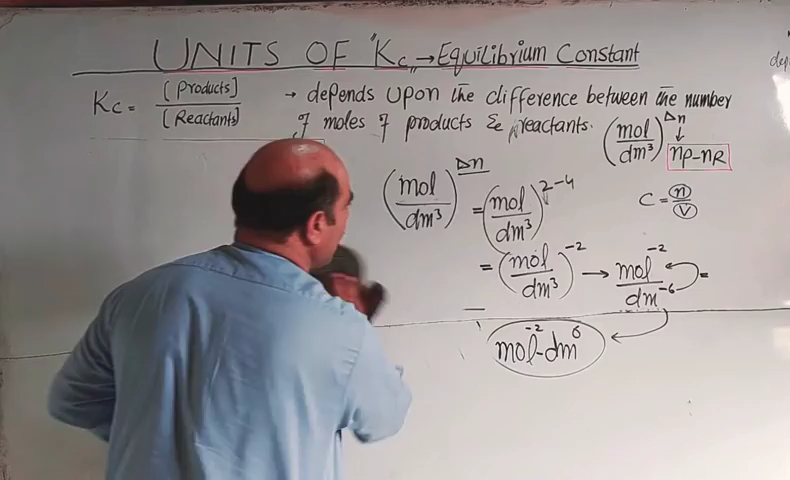 UNITS OF "Kc" → Equilibrium Constant
Kc = [Products] / [Reactants] → depends upon the difference between the number
of moles of products & reactants. (mol/dm³)^Δn
↓
nP-nR
C = n/V
(mol/dm³)^Δn = (mol/dm³)^2-4
= (mol/dm³)^-2 → mol^-2/dm^-6 =
mol^-2-dm^6